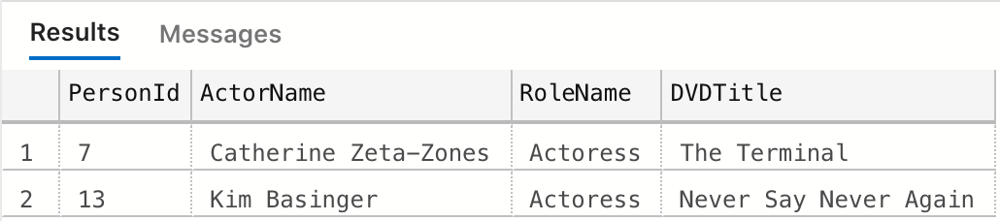 Results Messages
PersonId ActorName RoleName DVDTitle
1 7 Catherine Zeta-Zones Actoress The Terminal
2 13 Kim Basinger Actoress Never Say Never Again